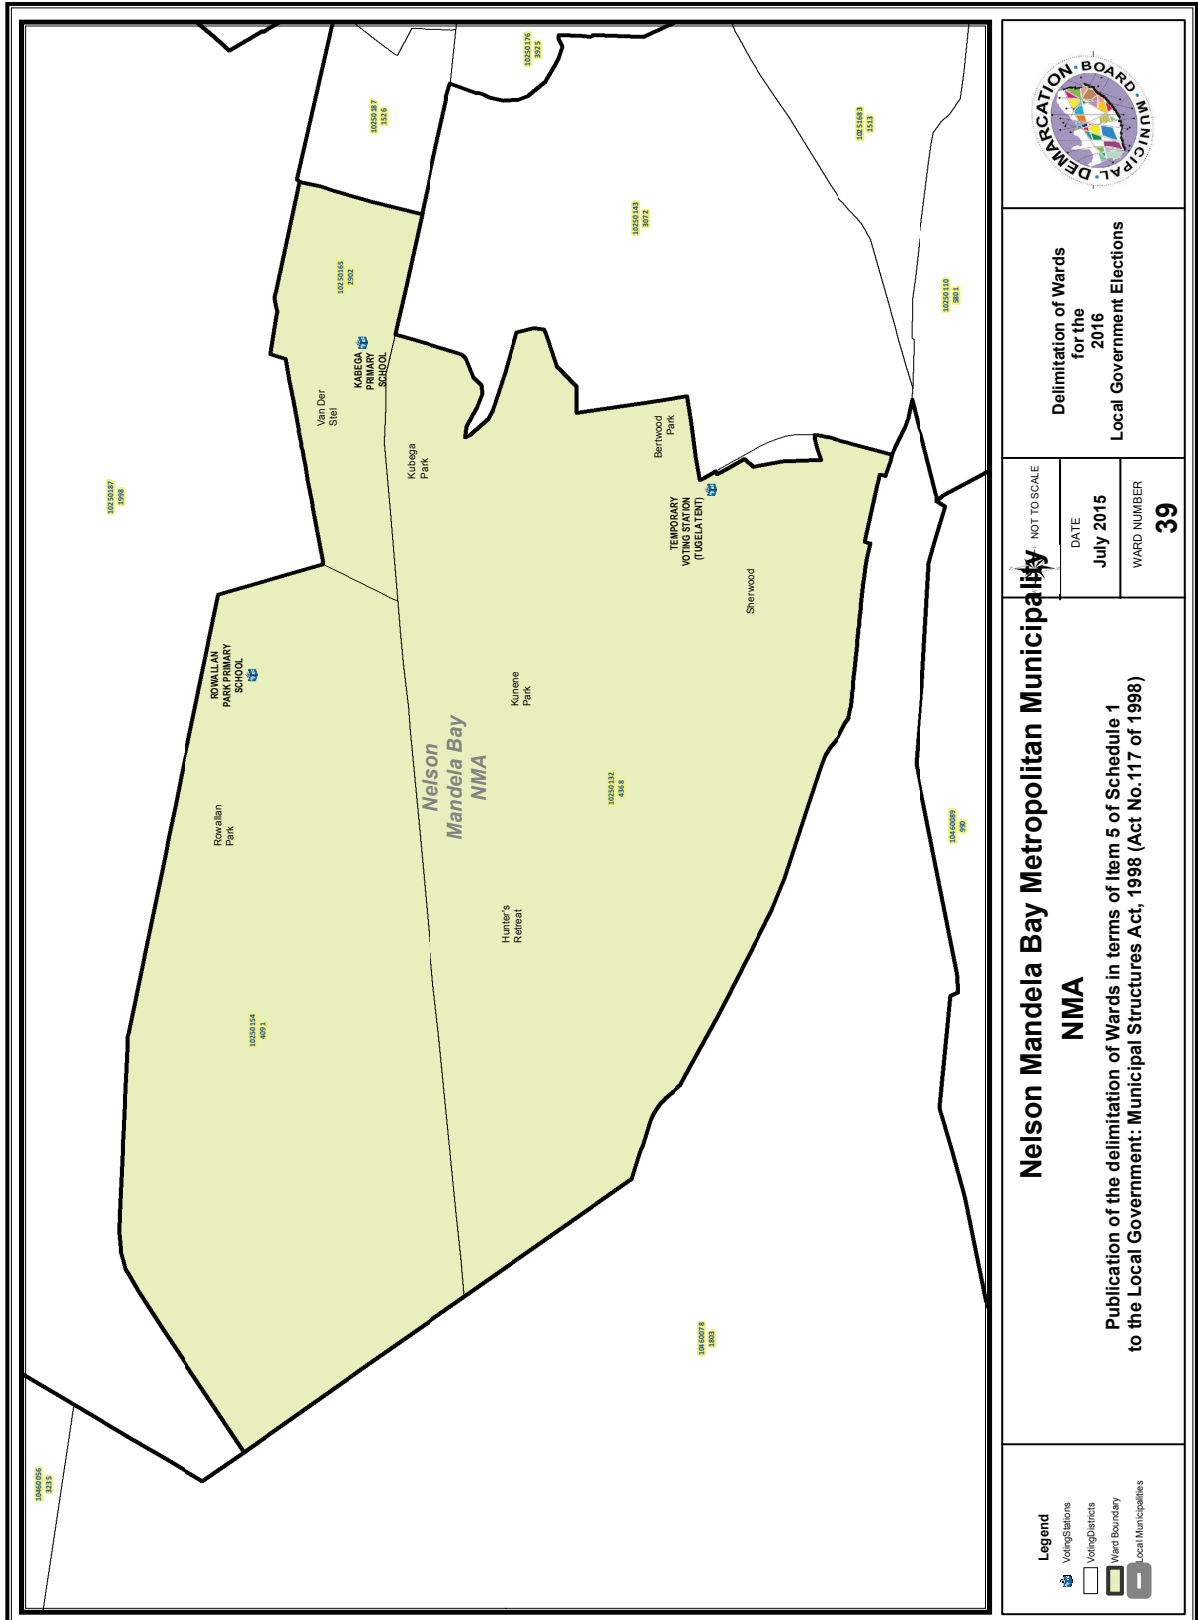 10460056
3235
10250187
1998
10250187
1526
10250176
3925
10251683
1513
10250143
3072
10250110
5801
10250165
2902
KABEGA
PRIMARY
SCHOOL
Van Der
Stel
Kubega
Park
Bertwood
Park
TEMPORARY
VOTING STATION
(TUGELA TENT)
Sherwood
ROWALLAN
PARK PRIMARY
SCHOOL
Kunene
Park
Nelson
Mandela Bay
NMA
10250132
4368
Rowallan
Park
Hunter's
Retreat
10250154
4091
10460089
990
10460078
1803
Legend
VotingStations
VotingDistricts
Ward Boundary
Local Municipalities
Nelson Mandela Bay Metropolitan Municipality
NMA
Publication of the delimitation of Wards in terms of Item 5 of Schedule 1
to the Local Government: Municipal Structures Act, 1998 (Act No.117 of 1998)
NOT TO SCALE
DATE
July 2015
WARD NUMBER
39
Delimitation of Wards
for the
2016
Local Government Elections
MUNICIPAL DEMARCATION BOARD